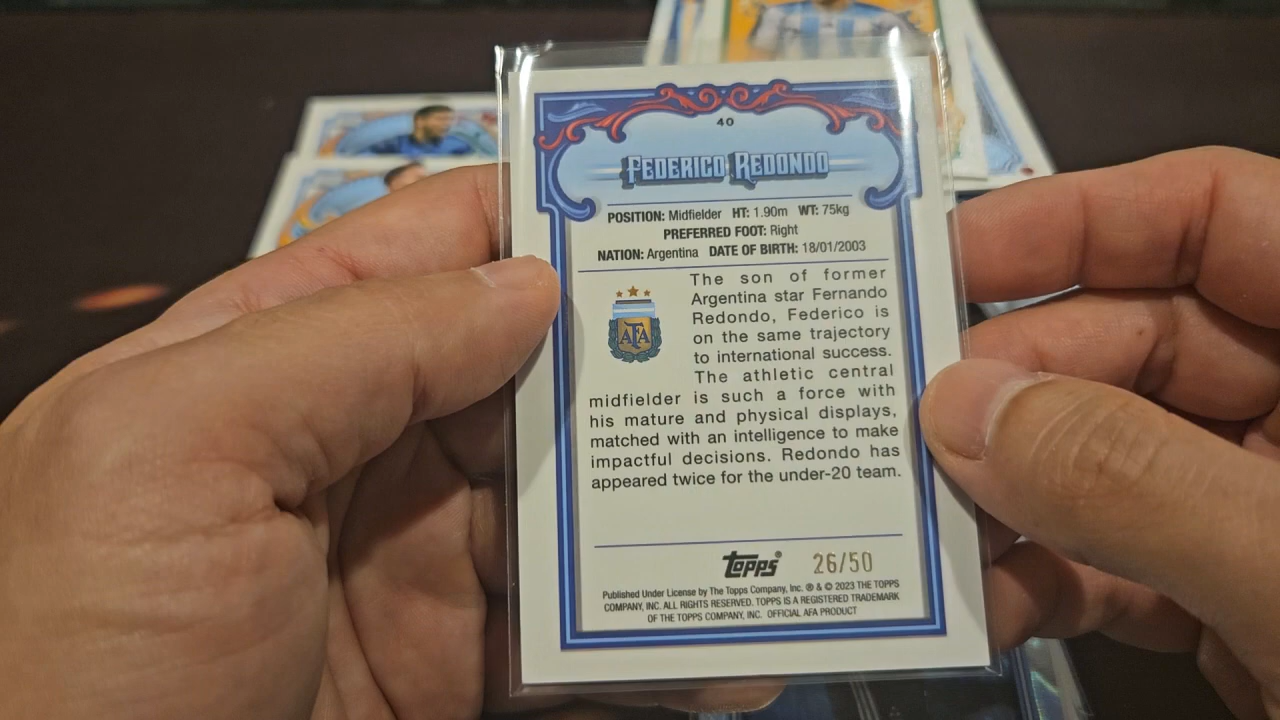 40
FEDERICO REDONDO
POSITION: Midfielder HT: 1.90m WT: 75kg
PREFERRED FOOT: Right
NATION: Argentina DATE OF BIRTH: 18/01/2003
The son of former
Argentina star Fernando
Redondo, Federico is
on the same trajectory
to international success.
The athletic central
midfielder is such a force with
his mature and physical displays,
matched with an intelligence to make
impactful decisions. Redondo has
appeared twice for the under-20 team.
AFA
topps® 26/50
Published Under License by The Topps Company, Inc. ® & © 2023 THE TOPPS
COMPANY, INC. ALL RIGHTS RESERVED. TOPPS IS A REGISTERED TRADEMARK
OF THE TOPPS COMPANY, INC. OFFICIAL AFA PRODUCT